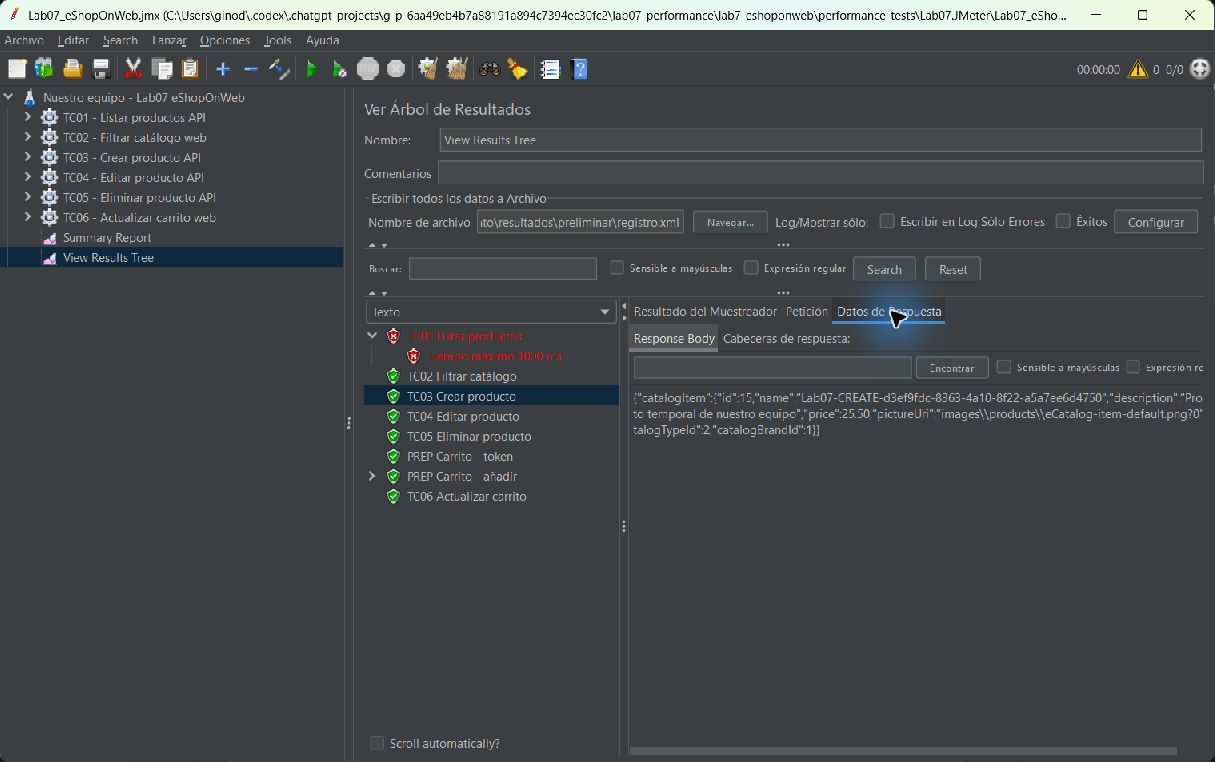 Lab07_eShopOnWeb.jmx (C:\Users\ginod\.codex\.chatgpt-projects\g-p-6aa49eb4b7a88191a894c7394ec30fc2\lab07-performance\lab7-eshoponweb\performance-tests\Lab07.JMeter\Lab07_eSho...
Archivo Editar Search Lanzar Opciones Tools Ayuda
00:00:00 0 0/0
Nuestro equipo - Lab07 eShopOnWeb
TC01 - Listar productos API
TC02 - Filtrar catálogo web
TC03 - Crear producto API
TC04 - Editar producto API
TC05 - Eliminar producto API
TC06 - Actualizar carrito web
Summary Report
View Results Tree
Ver Árbol de Resultados
Nombre: View Results Tree
Comentarios
Escribir todos los datos a Archivo
Nombre de archivo ito\resultados\preliminar\registro.xml Navegar... Log/Mostrar sólo: Escribir en Log Sólo Errores Éxitos Configurar
Buscar: Sensible a mayúsculas Expresión regular Search Reset
Texto
TC01 Listar productos
Tiempo máximo 1000 ms
TC02 Filtrar catálogo
TC03 Crear producto
TC04 Editar producto
TC05 Eliminar producto
PREP Carrito token
PREP Carrito añadir
TC06 Actualizar carrito
Scroll automatically?
Resultado del Muestreador Petición Datos de Respuesta
Response Body Cabeceras de respuesta:
Encontrar Sensible a mayúsculas Expresión re
{"catalogItem":{"id":15,"name":"Lab07-CREATE-d3ef9fdc-8363-4a10-8f22-a5a7ee6d4750","description":"Pro
to temporal de nuestro equipo","price":25.50,"pictureUri":"images\\products\\eCatalog-item-default.png?0"
talogTypeId":2,"catalogBrandId":1}}